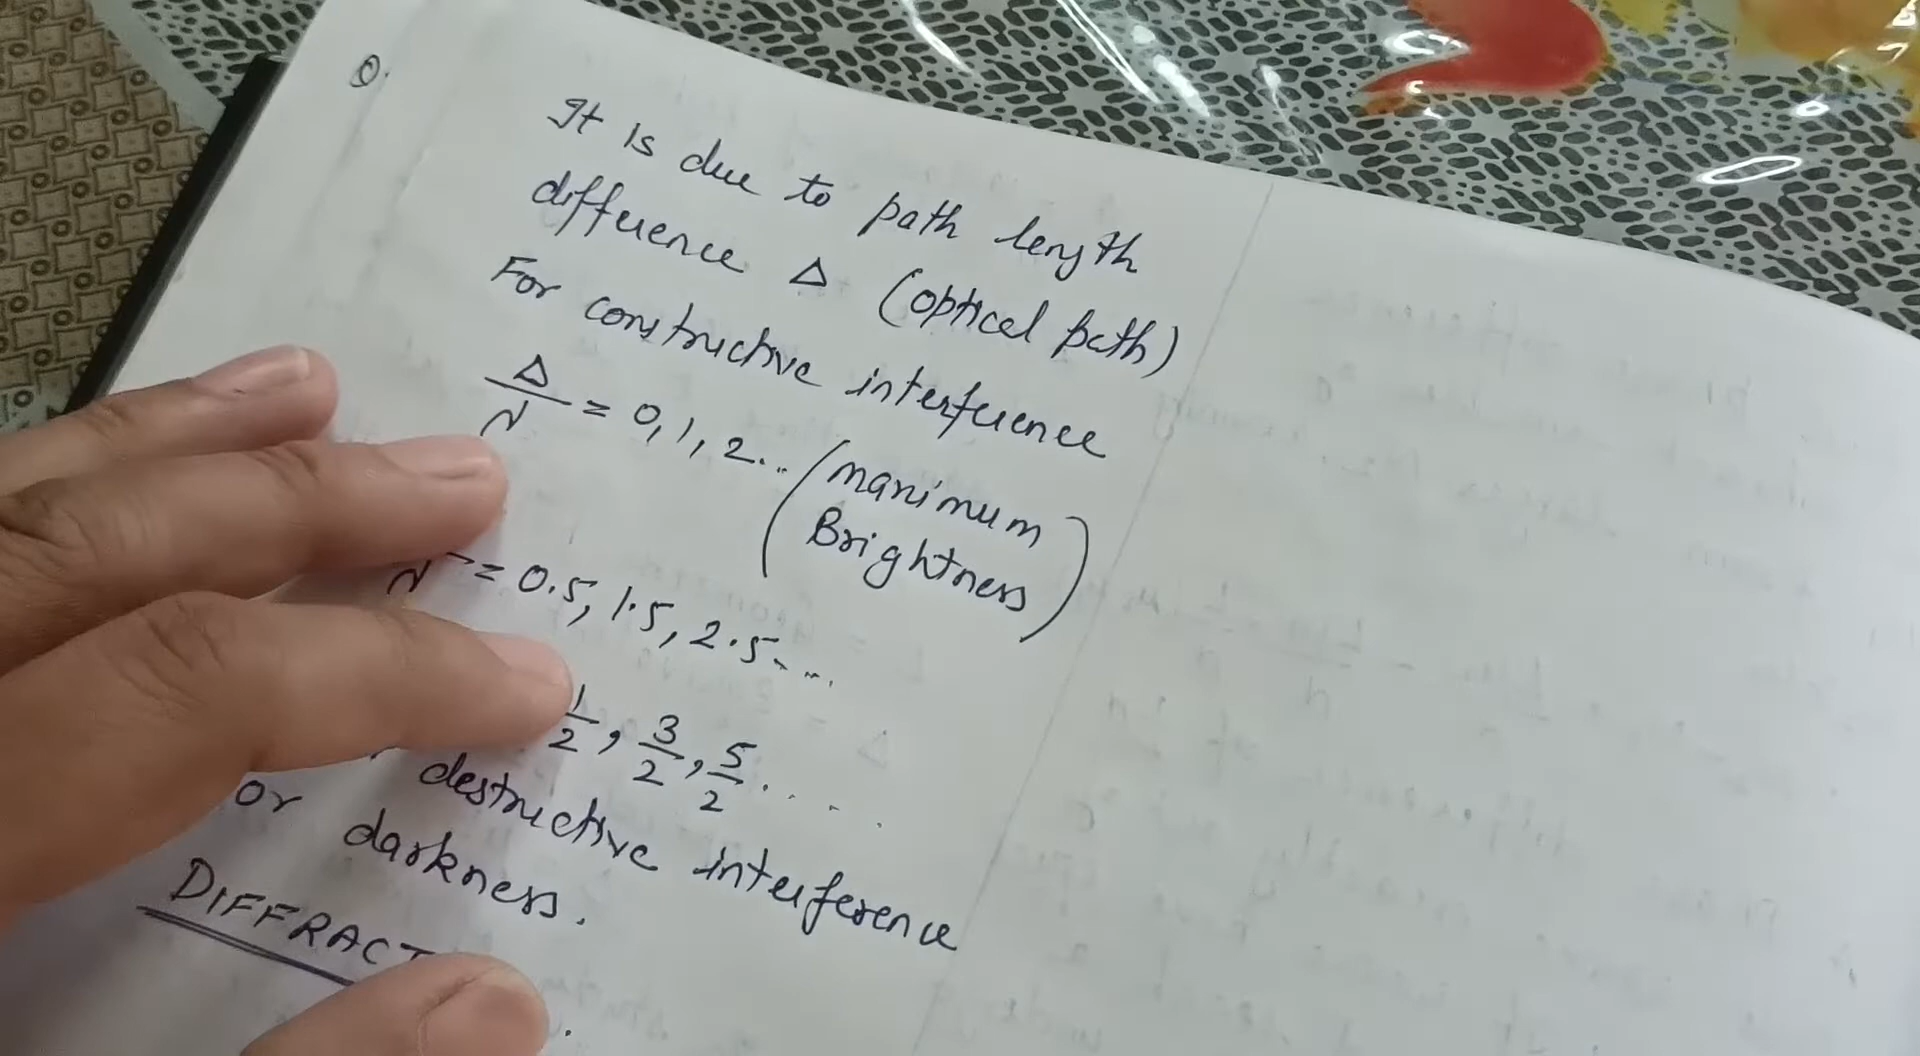 It is due to path length
difference Δ (optical path)
For constructive interference
Δ/λ = 0, 1, 2... (maximum
Brightness)
λ = 0.5, 1.5, 2.5....
1/2, 3/2, 5/2....
destructive interference
or darkness.
DIFFRACT